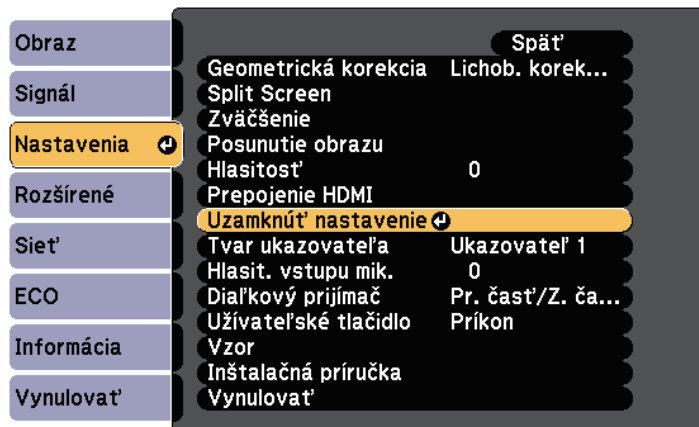 Obraz
Signál
Nastavenia
Rozšírené
Sieť
ECO
Informácia
Vynulovať
Späť
Geometrická korekcia Lichob. korek...
Split Screen
Zväčšenie
Posunutie obrazu
Hlasitosť 0
Prepojenie HDMI
Uzamknúť nastavenie
Tvar ukazovateľa Ukazovateľ 1
Hlasit. vstupu mik. 0
Diaľkový prijímač Pr. časť/Z. ča...
Užívateľské tlačidlo Príkon
Vzor
Inštalačná príručka
Vynulovať